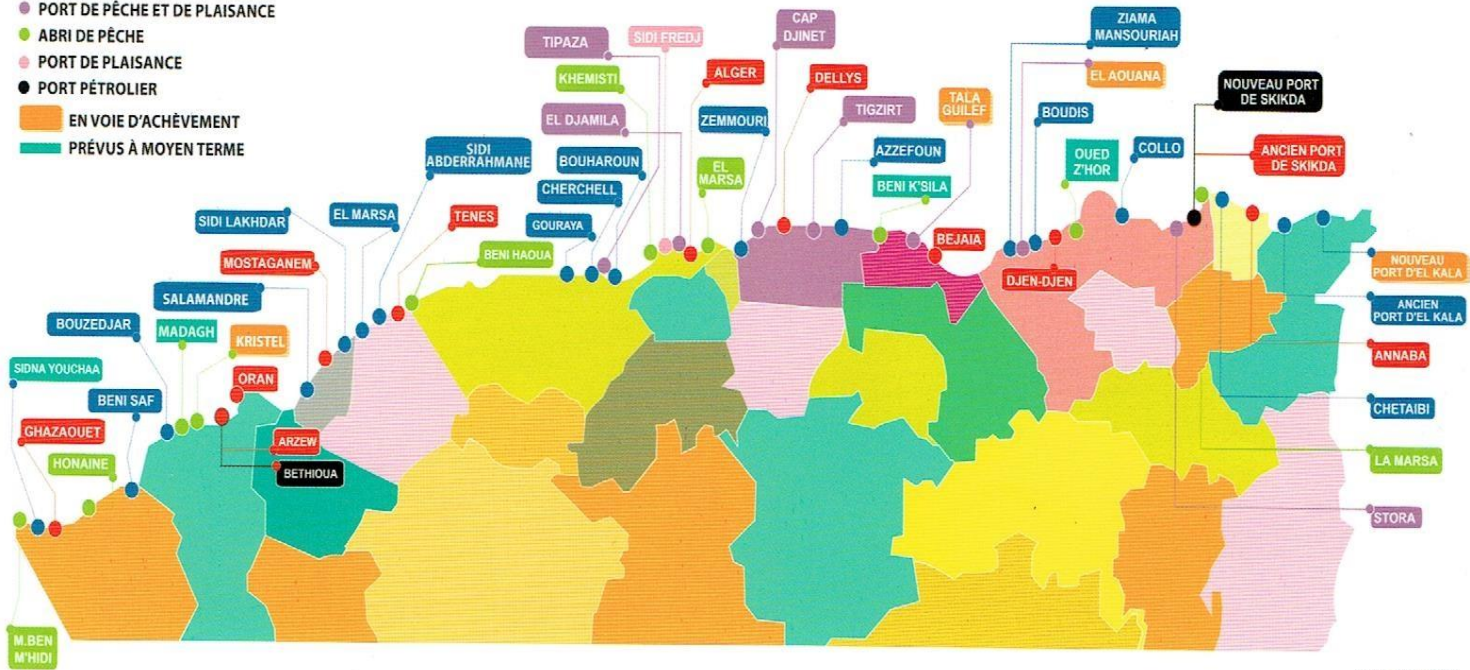 PORT DE PÊCHE ET DE PLAISANCE
ABRI DE PÊCHE
PORT DE PLAISANCE
PORT PÉTROLIER
EN VOIE D'ACHÈVEMENT
PRÉVUS À MOYEN TERME
M.BEN
M'HIDI
SIDNA YOUCHAA
GHAZAOUET
HONAINE
BENI SAF
BOUZEDJAR
MADAGH
KRISTEL
ORAN
ARZEW
BETHIOUA
SALAMANDRE
MOSTAGANEM
SIDI LAKHDAR
EL MARSA
SIDI
ABDERRAHMANE
TENES
BENI HAOUA
GOURAYA
CHERCHELL
BOUHAROUN
TIPAZA
KHEMISTI
EL DJAMILA
SIDI FREDJ
ALGER
EL
MARSA
ZEMMOURI
CAP
DJINET
DELLYS
TIGZIRT
AZZEFOUN
BENI K'SILA
TALA
GUILEF
BEJAIA
ZIAMA
MANSOURIAH
EL AOUANA
BOUDIS
DJEN-DJEN
OUED
Z'HOR
COLLO
NOUVEAU PORT
DE SKIKDA
ANCIEN PORT
DE SKIKDA
NOUVEAU
PORT D'EL KALA
ANCIEN
PORT D'EL KALA
ANNABA
CHETAIBI
LA MARSA
STORA